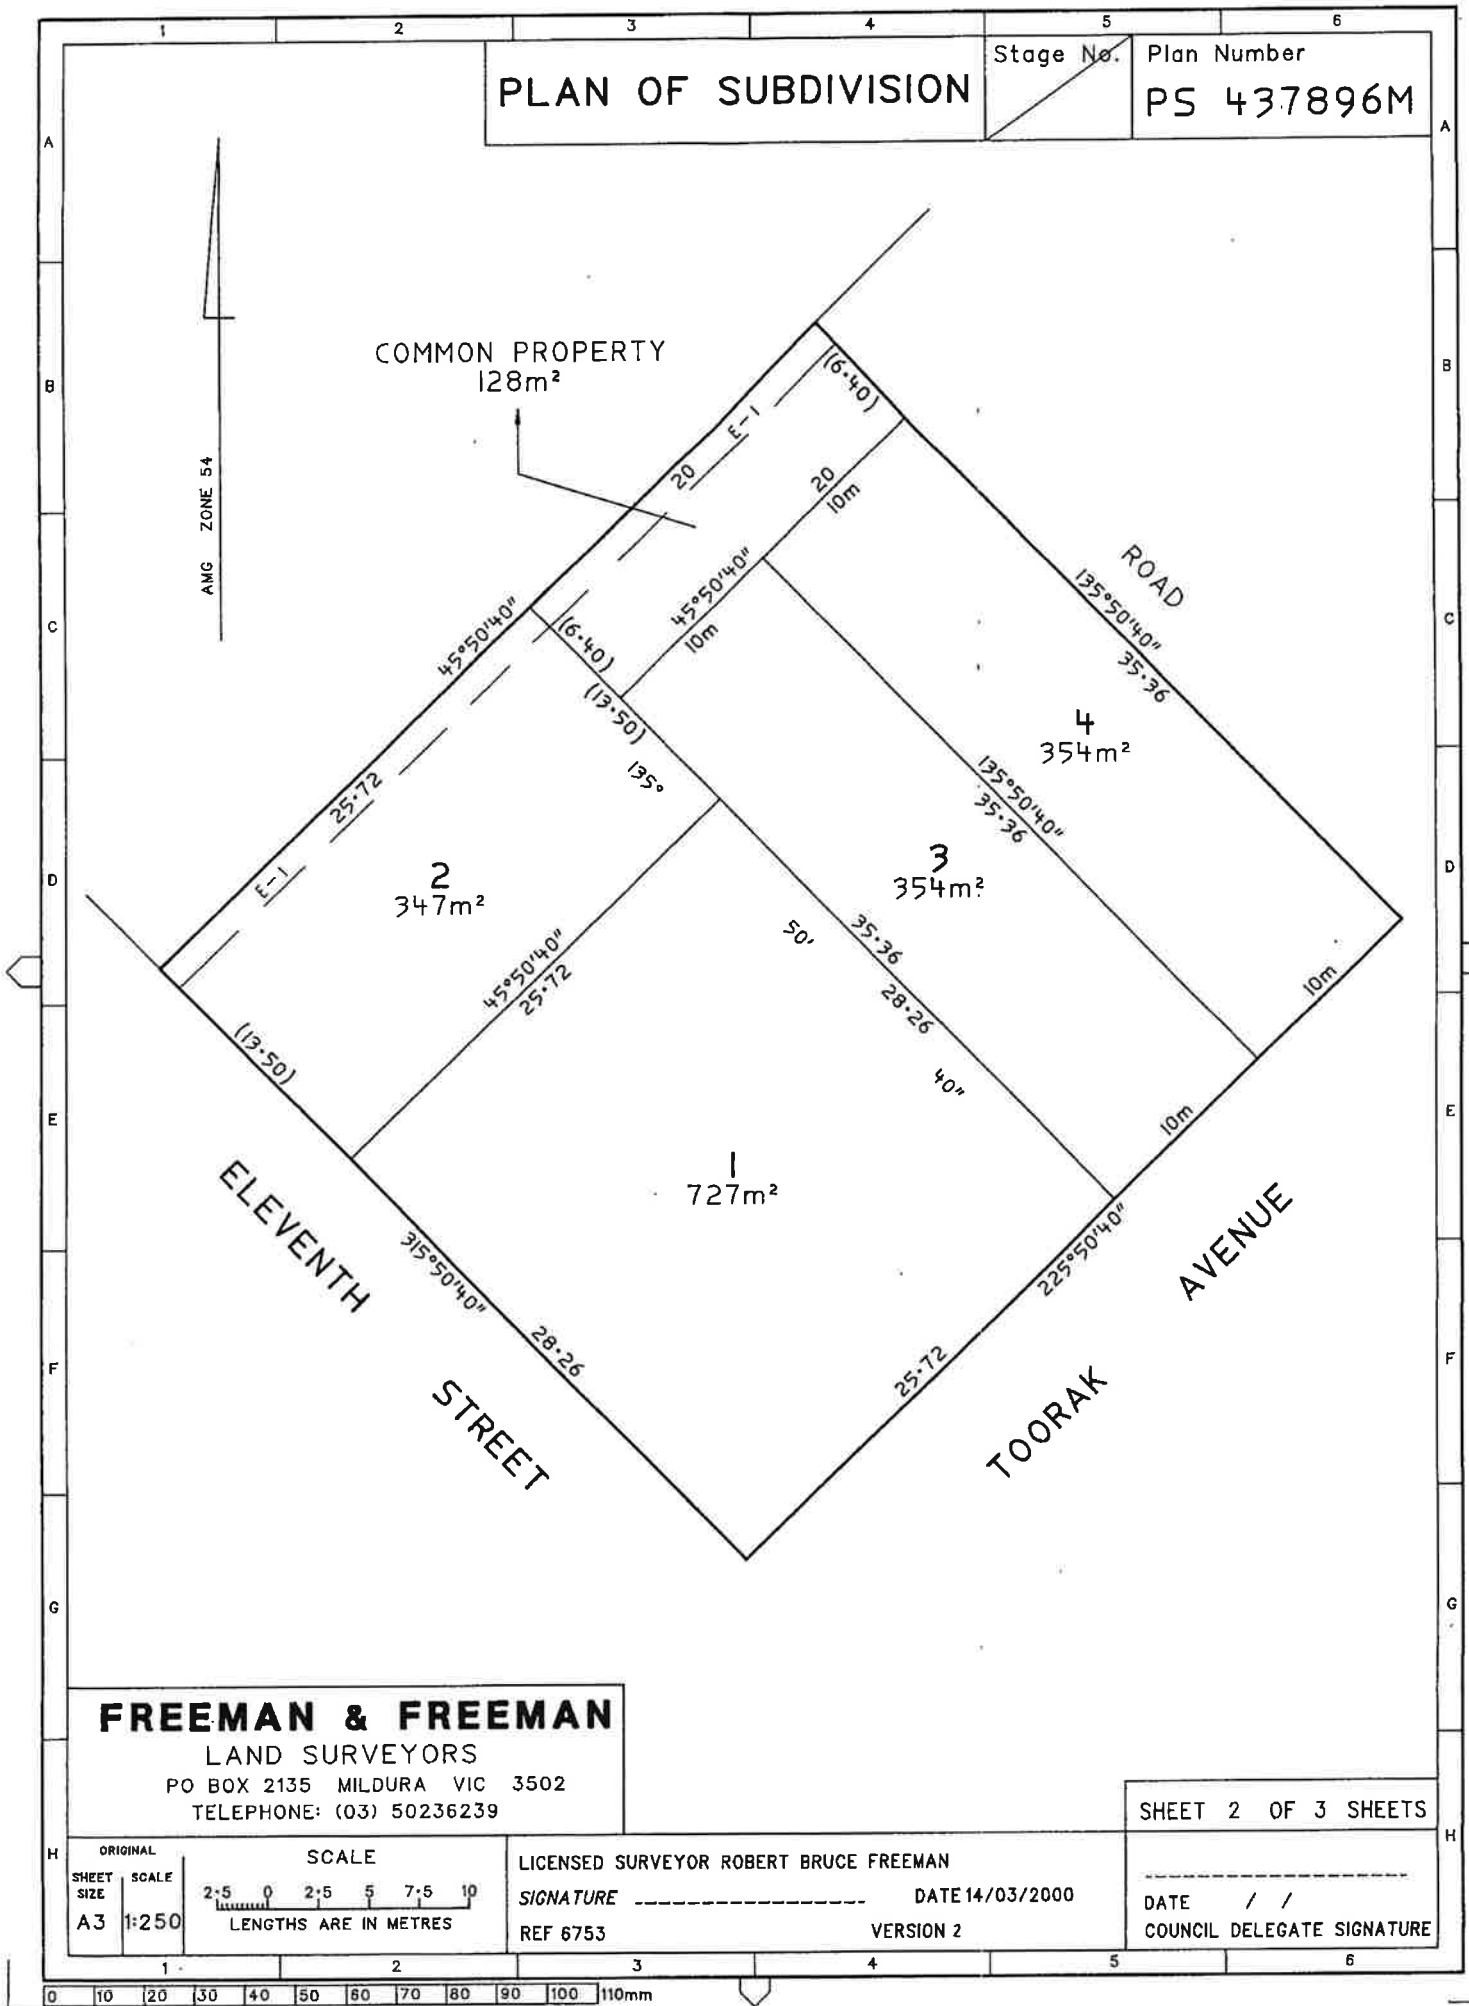 1 2 3 4 5 6
PLAN OF SUBDIVISION
Stage No.
Plan Number
PS 437896M
A A
B B
C C
D D
E E
F F
G G
H H
AMG ZONE 54
COMMON PROPERTY
128m²
(6·40)
E-1
20
20
10m
45°50'40"
10m
ROAD
135°50'40"
35·36
45°50'40"
(6·40)
(13·50)
135°
50'
40"
4
354m²
135°50'40"
35·36
25·72
E-1
2
347m²
3
354m²
45°50'40"
25·72
35·36
28·26
10m
10m
(13·50)
1
727m²
ELEVENTH
STREET
315°50'40"
28·26
225°50'40"
25·72
TOORAK
AVENUE
FREEMAN & FREEMAN
LAND SURVEYORS
PO BOX 2135 MILDURA VIC 3502
TELEPHONE: (03) 50236239
SHEET 2 OF 3 SHEETS
ORIGINAL
SHEET SIZE
A3
SCALE
1:250
SCALE
2·5 0 2·5 5 7·5 10
LENGTHS ARE IN METRES
LICENSED SURVEYOR ROBERT BRUCE FREEMAN
SIGNATURE DATE 14/03/2000
REF 6753 VERSION 2
DATE / /
COUNCIL DELEGATE SIGNATURE
1 2 3 4 5 6
0 10 20 30 40 50 60 70 80 90 100 110mm